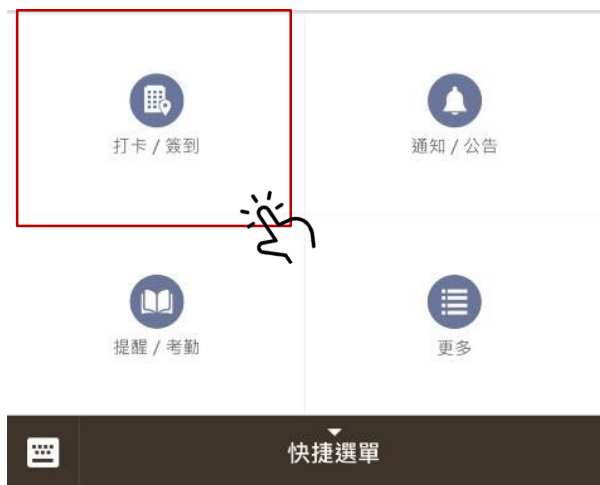 打卡 / 簽到
通知 / 公告
提醒 / 考勤
更多
快捷選單